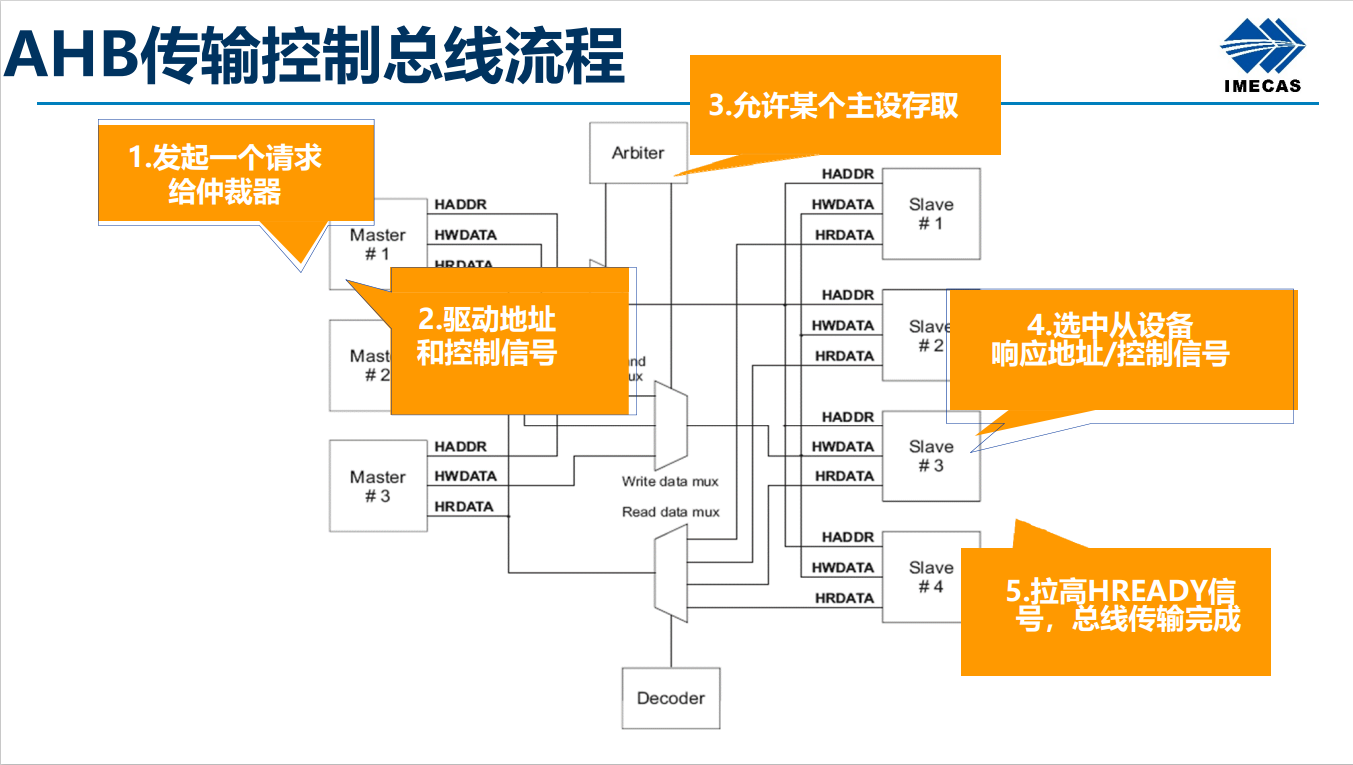 AHB传输控制总线流程
IMECAS
1.发起一个请求
给仲裁器
2.驱动地址
和控制信号
3.允许某个主设存取
4.选中从设备
响应地址/控制信号
5.拉高HREADY信
号，总线传输完成
Arbiter
Master
# 1
HADDR
HWDATA
HRDATA
Master
# 3
HADDR
HWDATA
HRDATA
# 2
Write data mux
Read data mux
Decoder
HADDR
HWDATA
HRDATA
Slave
# 1
HADDR
HWDATA
HRDATA
Slave
# 2
HADDR
HWDATA
HRDATA
Slave
# 3
HADDR
HWDATA
HRDATA
Slave
# 4